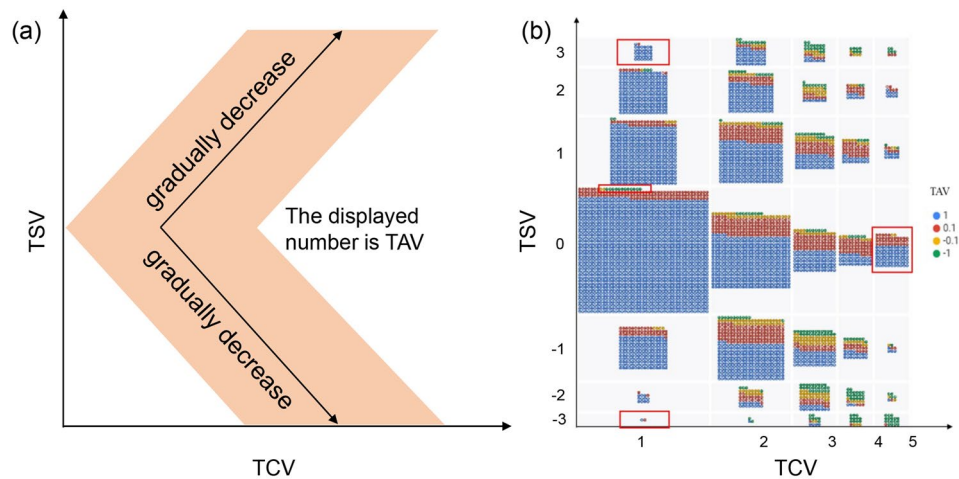 (a)
TSV
gradually decrease
gradually decrease
The displayed
number is TAV
TCV
(b)
TSV
3
2
1
0
-1
-2
-3
1
2
3
4
5
TCV
TAV
1
0.1
-0.1
-1